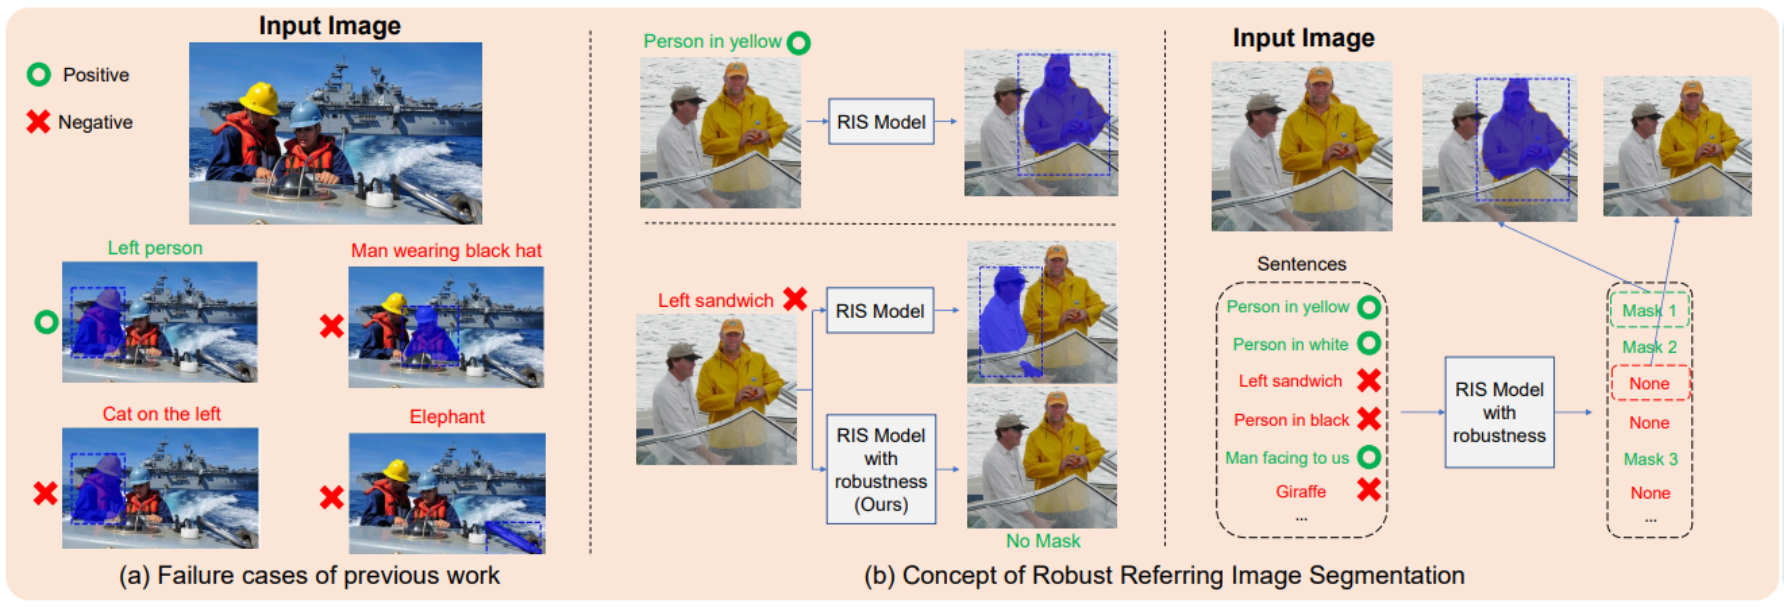 Input Image
Positive
Negative
Left person
Man wearing black hat
Cat on the left
Elephant
(a) Failure cases of previous work
Person in yellow
RIS Model
Left sandwich
RIS Model
RIS Model
with
robustness
(Ours)
No Mask
Input Image
Sentences
Person in yellow
Person in white
Left sandwich
Person in black
Man facing to us
Giraffe
...
RIS Model
with
robustness
Mask 1
Mask 2
None
None
Mask 3
None
...
(b) Concept of Robust Referring Image Segmentation